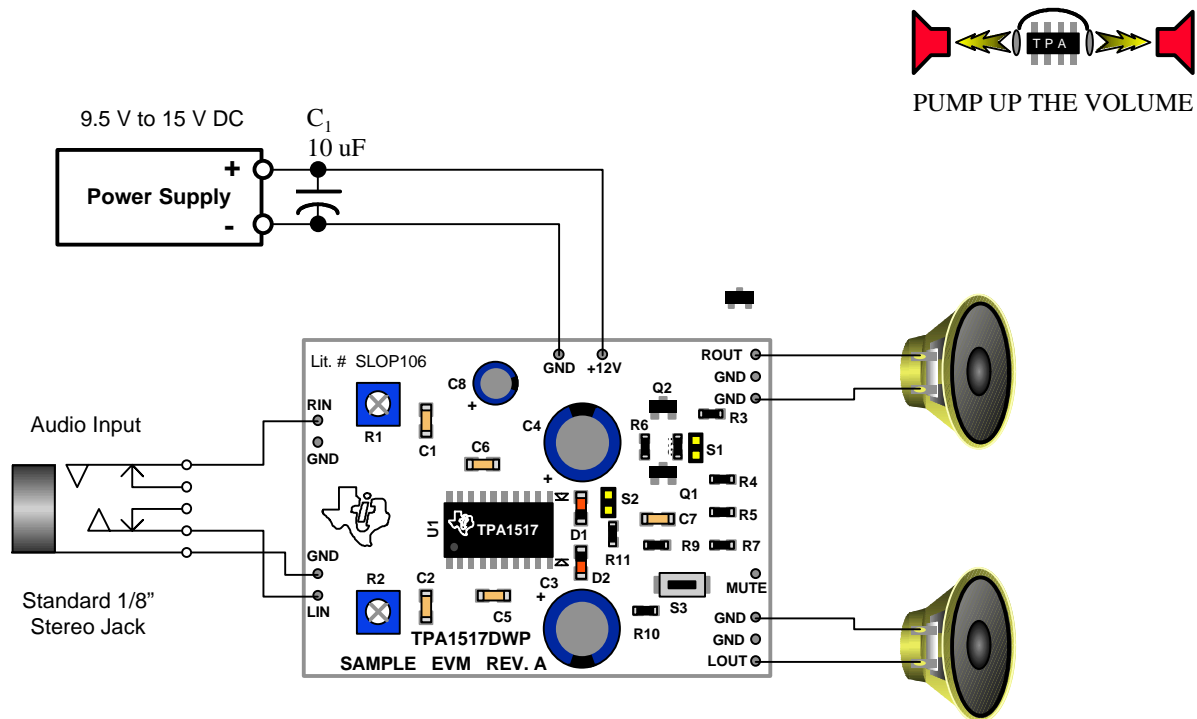 TPA
PUMP UP THE VOLUME
9.5 V to 15 V DC
C1
10 uF
+
Power Supply
-
Lit. # SLOP106
GND
+12V
ROUT
GND
GND
C8
+
Q2
R3
RIN
R1
C1
C4
R6
S1
Audio Input
GND
C6
+
Q1
R4
S2
U1
TPA1517
D1
C7
R5
R11
R9
R7
GND
R2
C2
C3
+
D2
MUTE
LIN
C5
S3
Standard 1/8”
Stereo Jack
R10
GND
GND
LOUT
TPA1517DWP
SAMPLE EVM REV. A